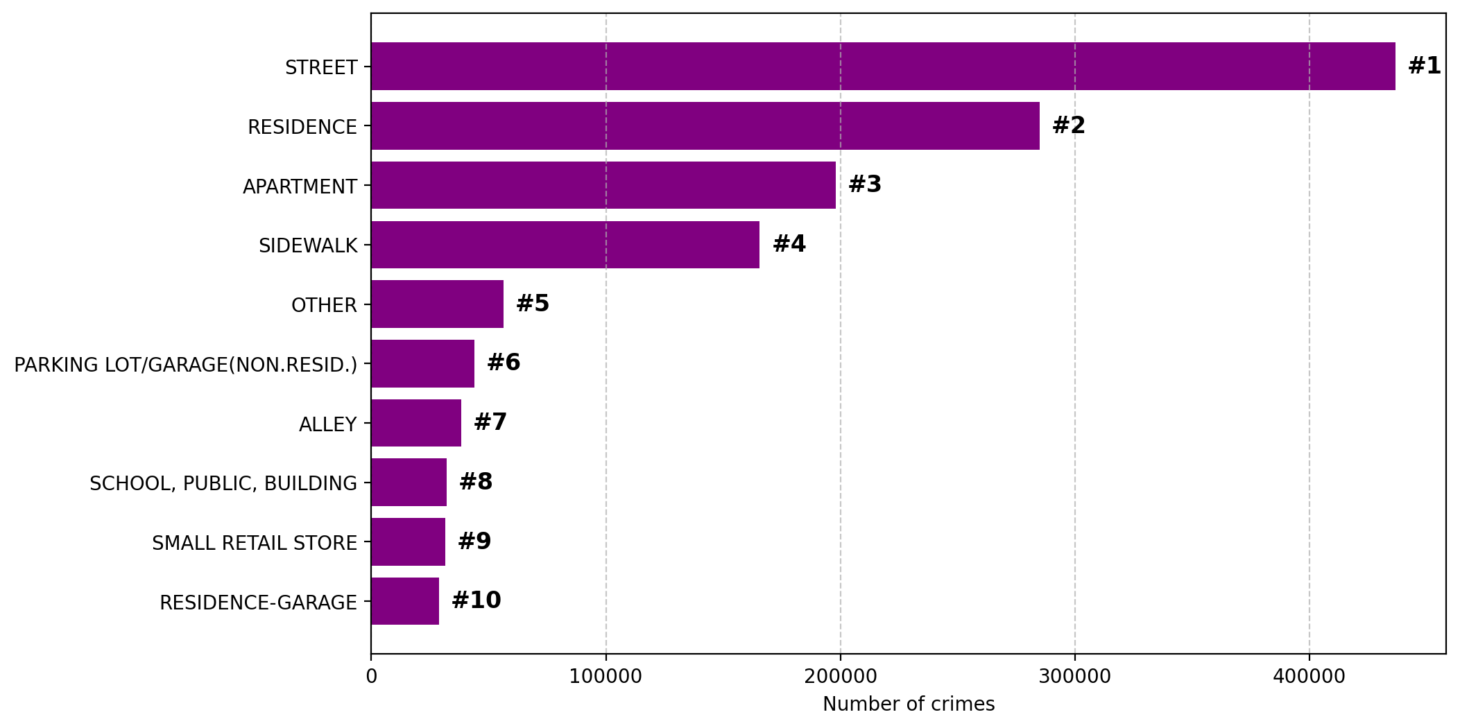 STREET #1
RESIDENCE #2
APARTMENT #3
SIDEWALK #4
OTHER #5
PARKING LOT/GARAGE(NON.RESID.) #6
ALLEY #7
SCHOOL, PUBLIC, BUILDING #8
SMALL RETAIL STORE #9
RESIDENCE-GARAGE #10
0 100000 200000 300000 400000
Number of crimes